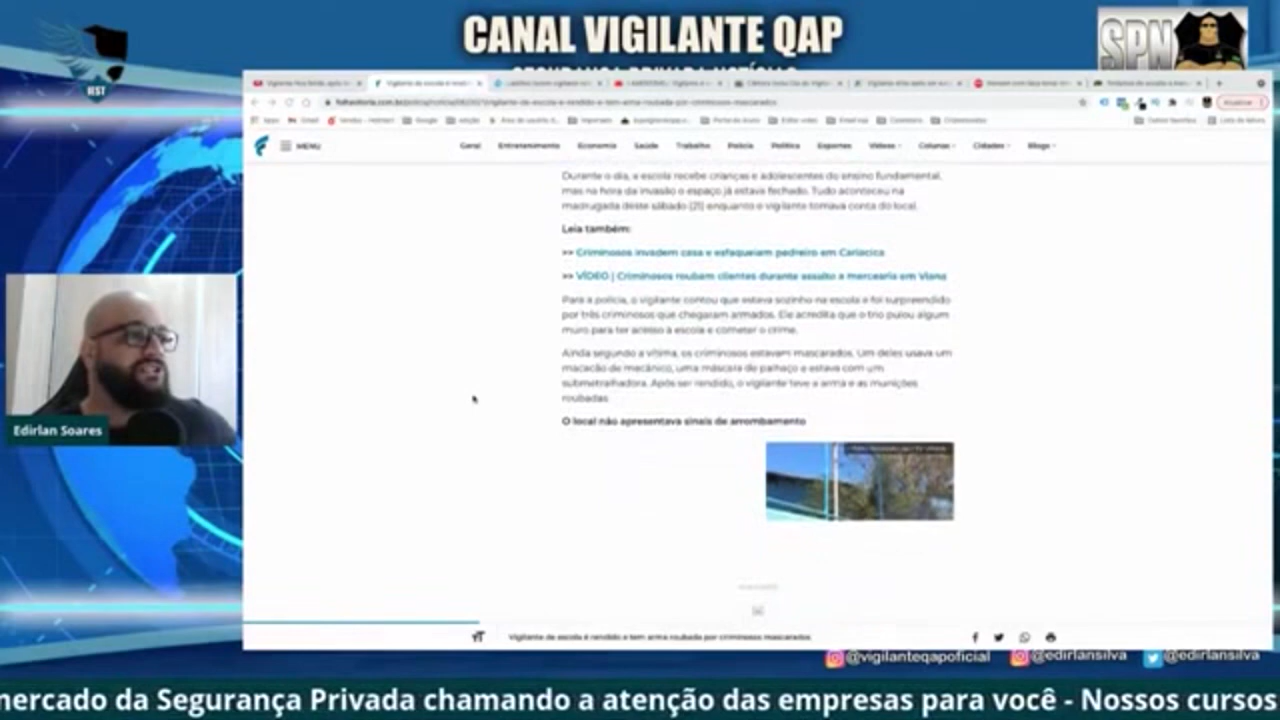 CANAL VIGILANTE QAP
SEGURANÇA PRIVADA NOTÍCIAS
SPN
HST
MENU
Geral Entretenimento Economia Saúde Trabalho Polícia Política Esportes Vídeos Colunas Cidades Blogs
Durante o dia, a escola recebe crianças e adolescentes do ensino fundamental,
mas na hora da invasão o espaço já estava fechado. Tudo aconteceu na
madrugada deste sábado (21) enquanto o vigilante tomava conta do local.
Leia também:
>> Criminosos invadem casa e esfaqueiam pedreiro em Cariacica
>> VÍDEO | Criminosos roubam clientes durante assalto a mercearia em Viana
Para a polícia, o vigilante contou que estava sozinho na escola e foi surpreendido
por três criminosos que chegaram armados. Ele acredita que o trio pulou algum
muro para ter acesso à escola e cometer o crime.
Ainda segundo a vítima, os criminosos estavam mascarados. Um deles usava um
macacão de mecânico, uma máscara de palhaço e estava com um
submetralhadora. Após ser rendido, o vigilante teve a arma e as munições
roubadas
O local não apresentava sinais de arrombamento
Edirlan Soares
Vigilante de escola é rendido e tem arma roubada por criminosos mascarados
@vigilanteqapoficial @edirlansilva @edirlansilva
mercado da Segurança Privada chamando a atenção das empresas para você - Nossos cursos